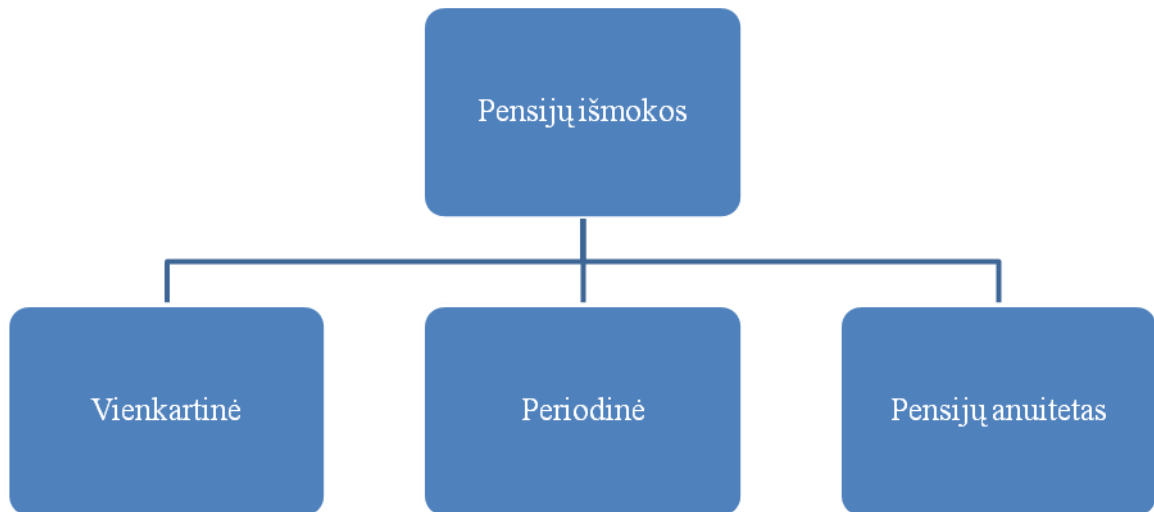 Pensijų išmokos
Vienkartinė
Periodinė
Pensijų anuitetas